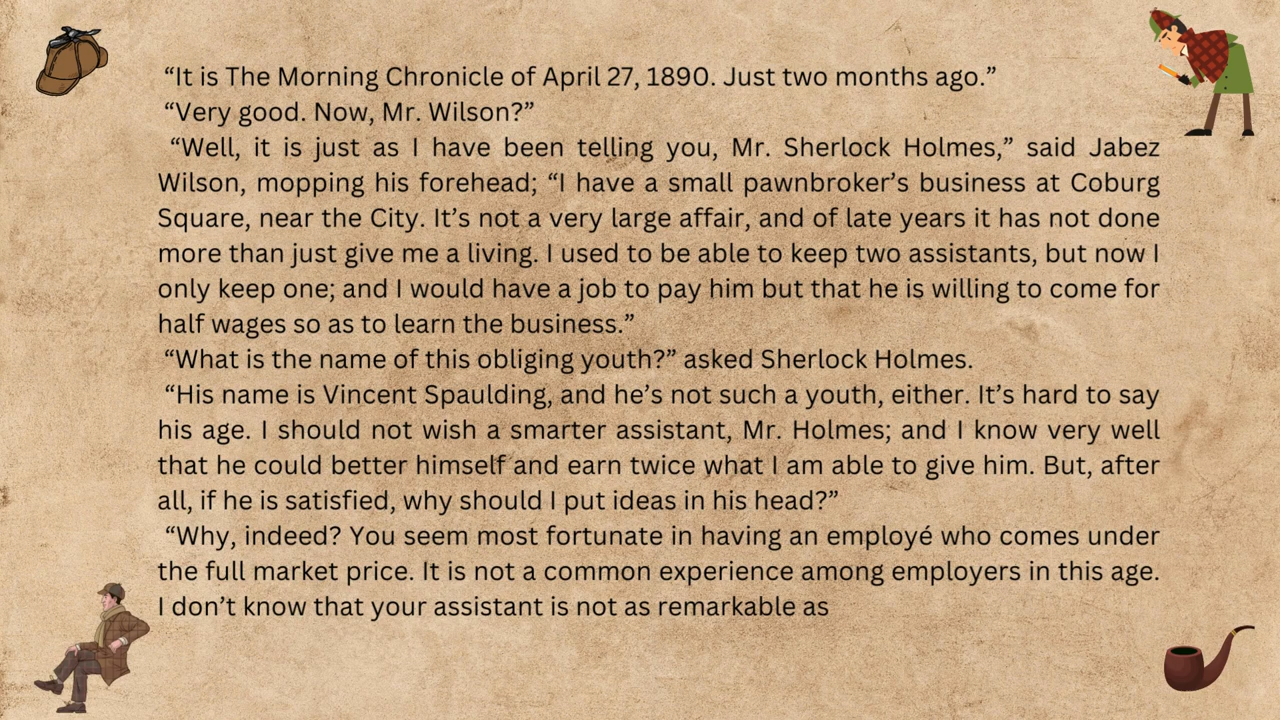 “It is The Morning Chronicle of April 27, 1890. Just two months ago.”
“Very good. Now, Mr. Wilson?”
“Well, it is just as I have been telling you, Mr. Sherlock Holmes,” said Jabez
Wilson, mopping his forehead; “I have a small pawnbroker’s business at Coburg
Square, near the City. It’s not a very large affair, and of late years it has not done
more than just give me a living. I used to be able to keep two assistants, but now I
only keep one; and I would have a job to pay him but that he is willing to come for
half wages so as to learn the business.”
“What is the name of this obliging youth?” asked Sherlock Holmes.
“His name is Vincent Spaulding, and he’s not such a youth, either. It’s hard to say
his age. I should not wish a smarter assistant, Mr. Holmes; and I know very well
that he could better himself and earn twice what I am able to give him. But, after
all, if he is satisfied, why should I put ideas in his head?”
“Why, indeed? You seem most fortunate in having an employé who comes under
the full market price. It is not a common experience among employers in this age.
I don’t know that your assistant is not as remarkable as